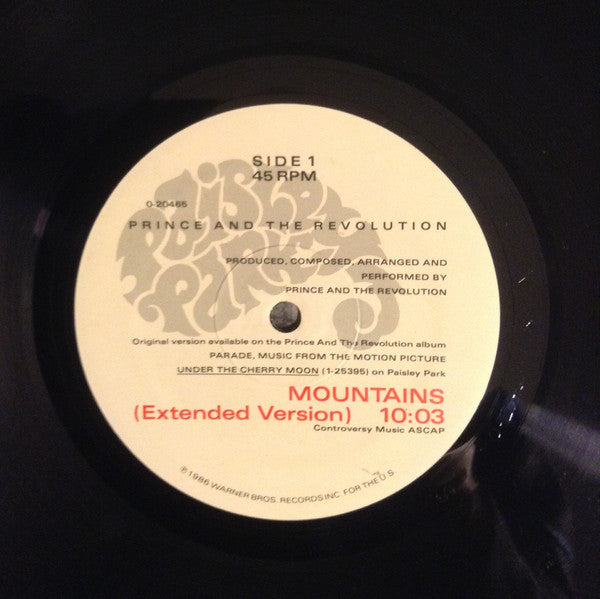 SIDE 1
45 RPM
0-20465
PAISLEY
PARK
PRINCE AND THE REVOLUTION
PRODUCED, COMPOSED, ARRANGED AND
PERFORMED BY
PRINCE AND THE REVOLUTION
Original version available on the Prince And The Revolution album
PARADE, MUSIC FROM THE MOTION PICTURE
UNDER THE CHERRY MOON (1-25395) on Paisley Park
MOUNTAINS
(Extended Version) 10:03
Controversy Music ASCAP
℗1986 WARNER BROS. RECORDS INC. FOR THE U.S.